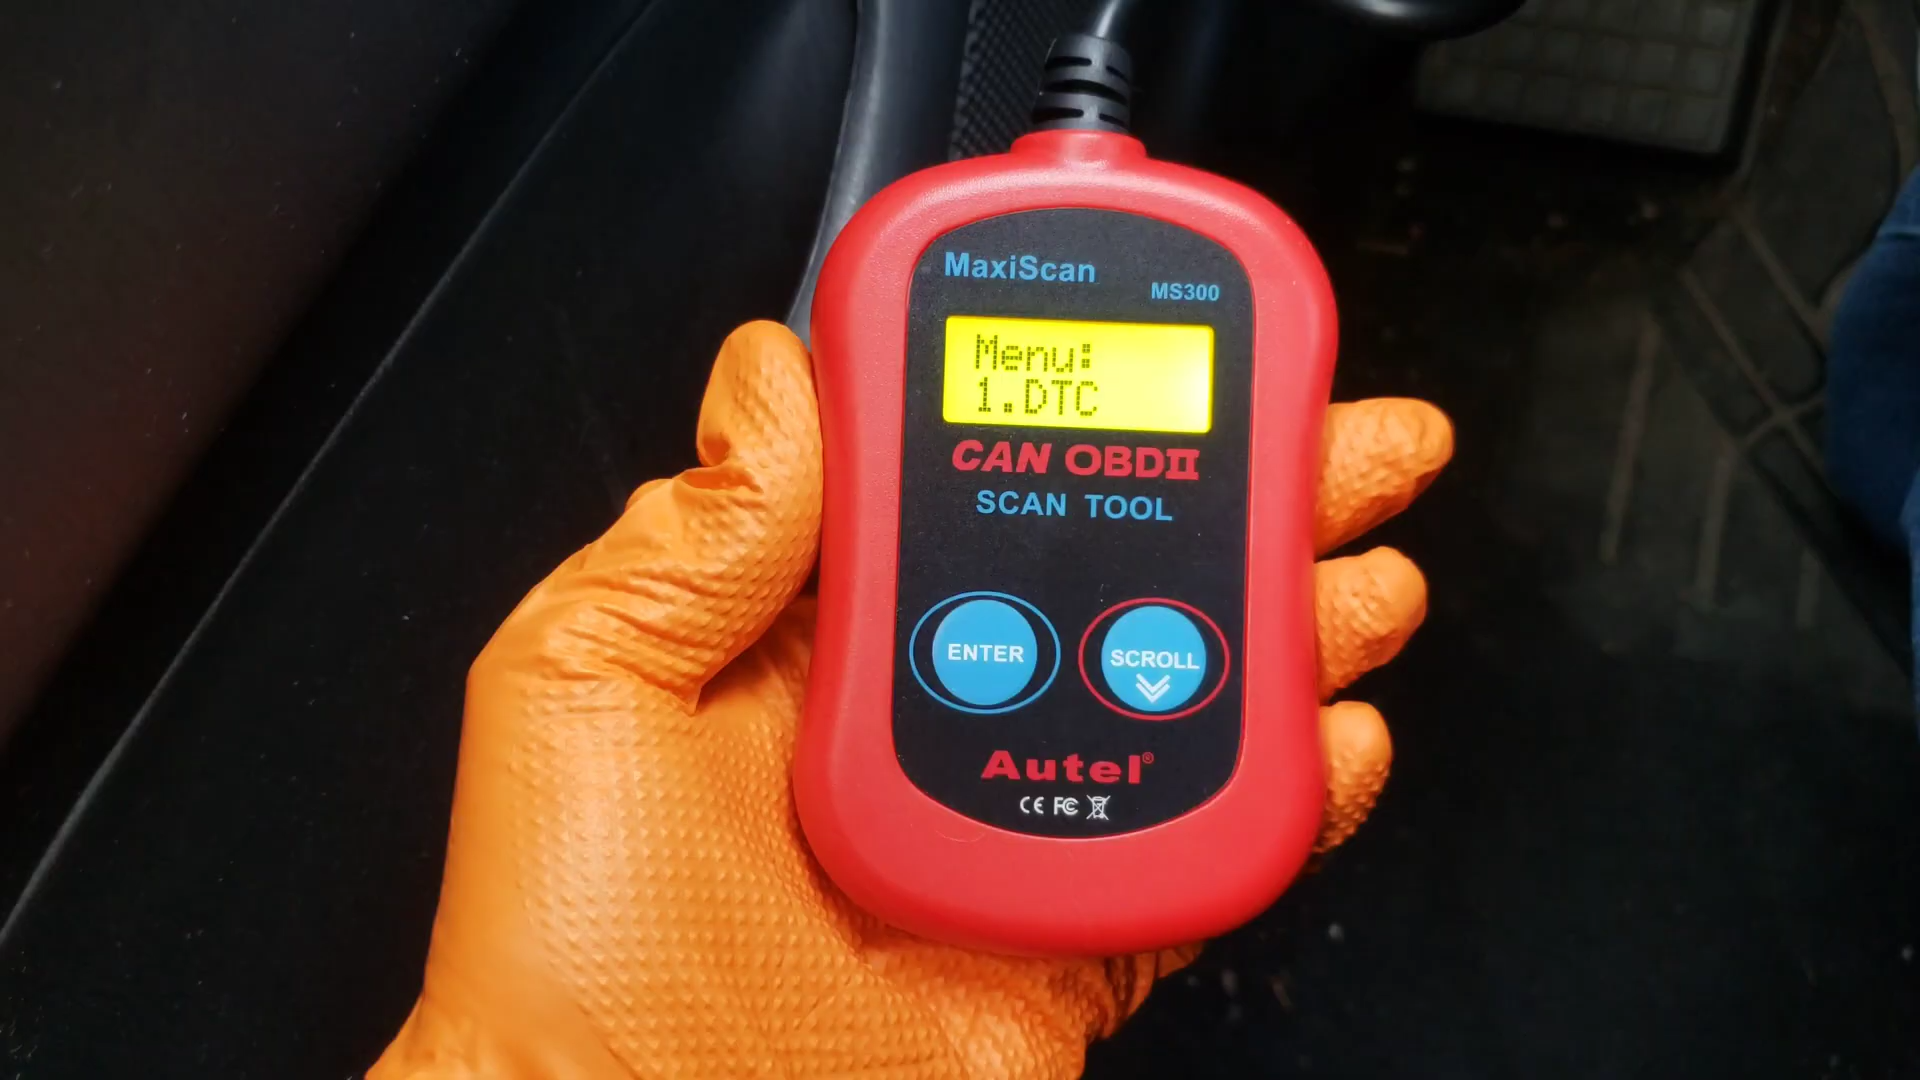 MaxiScan
MS300
Menu:
1.DTC
CAN OBDII
SCAN TOOL
ENTER
SCROLL
Autel®
CE FC